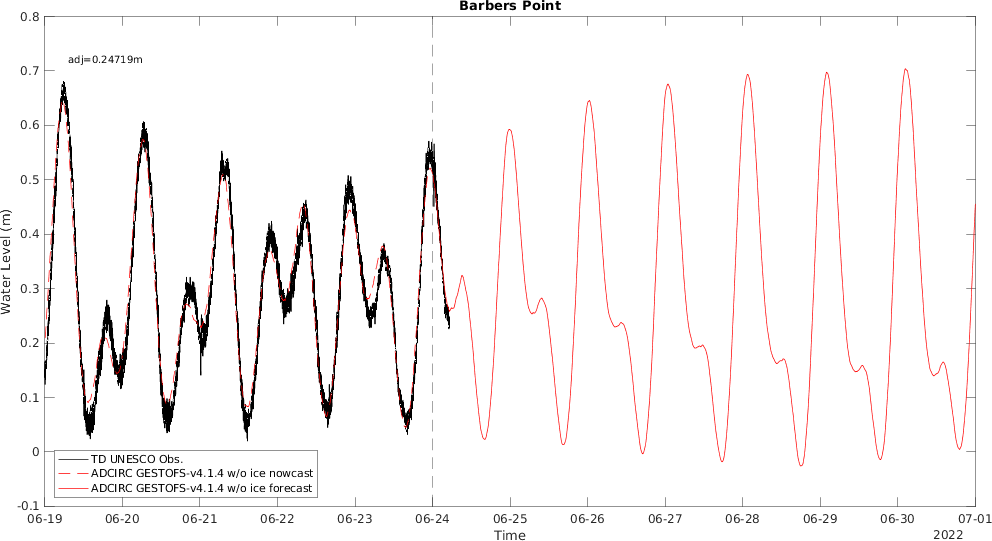 Barbers Point
adj=0.24719m
Water Level (m)
0.8
0.7
0.6
0.5
0.4
0.3
0.2
0.1
0
-0.1
TD UNESCO Obs.
ADCIRC GESTOFS-v4.1.4 w/o ice nowcast
ADCIRC GESTOFS-v4.1.4 w/o ice forecast
06-19 06-20 06-21 06-22 06-23 06-24 06-25 06-26 06-27 06-28 06-29 06-30 07-01
Time
2022